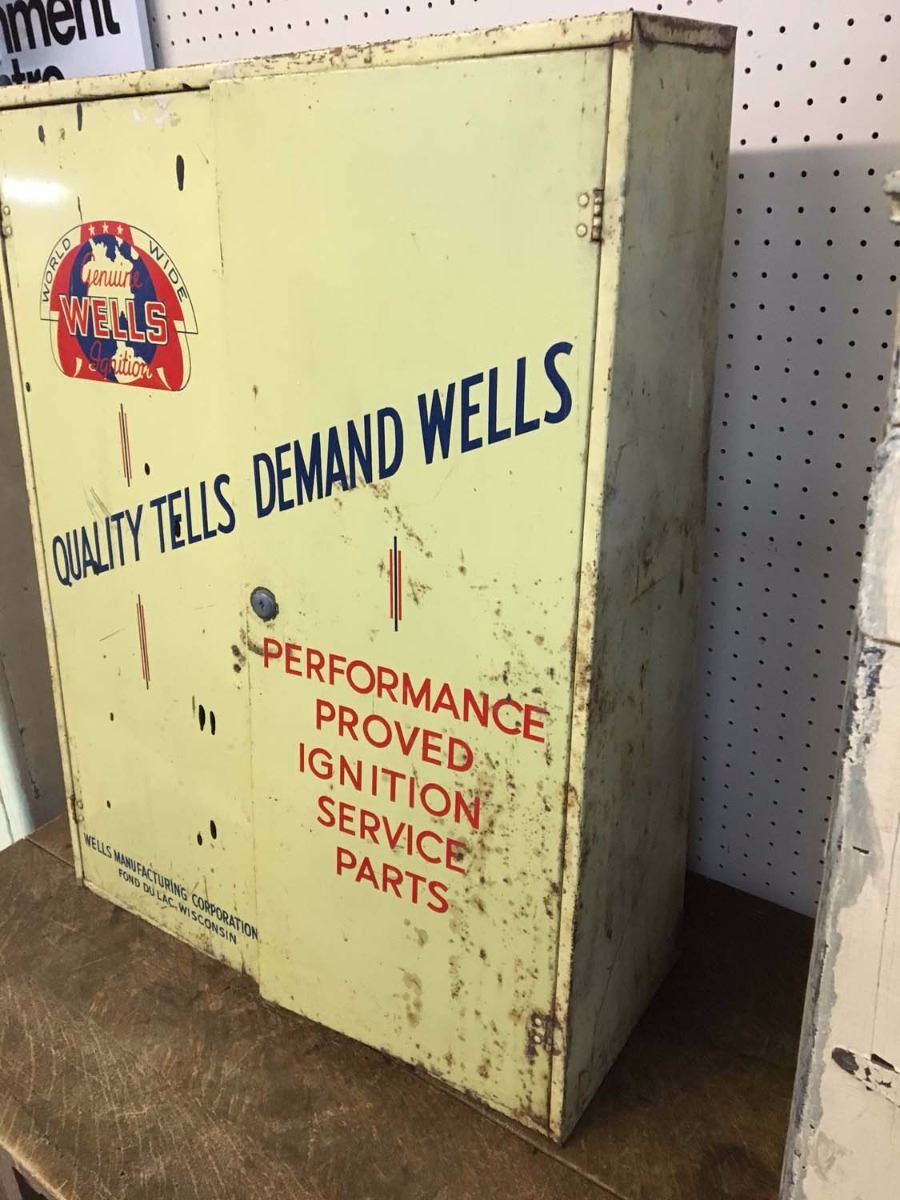 WORLD WIDE
Genuine
WELLS
Ignition
QUALITY TELLS DEMAND WELLS
PERFORMANCE
PROVED
IGNITION
SERVICE
PARTS
WELLS MANUFACTURING CORPORATION
FOND DU LAC, WISCONSIN